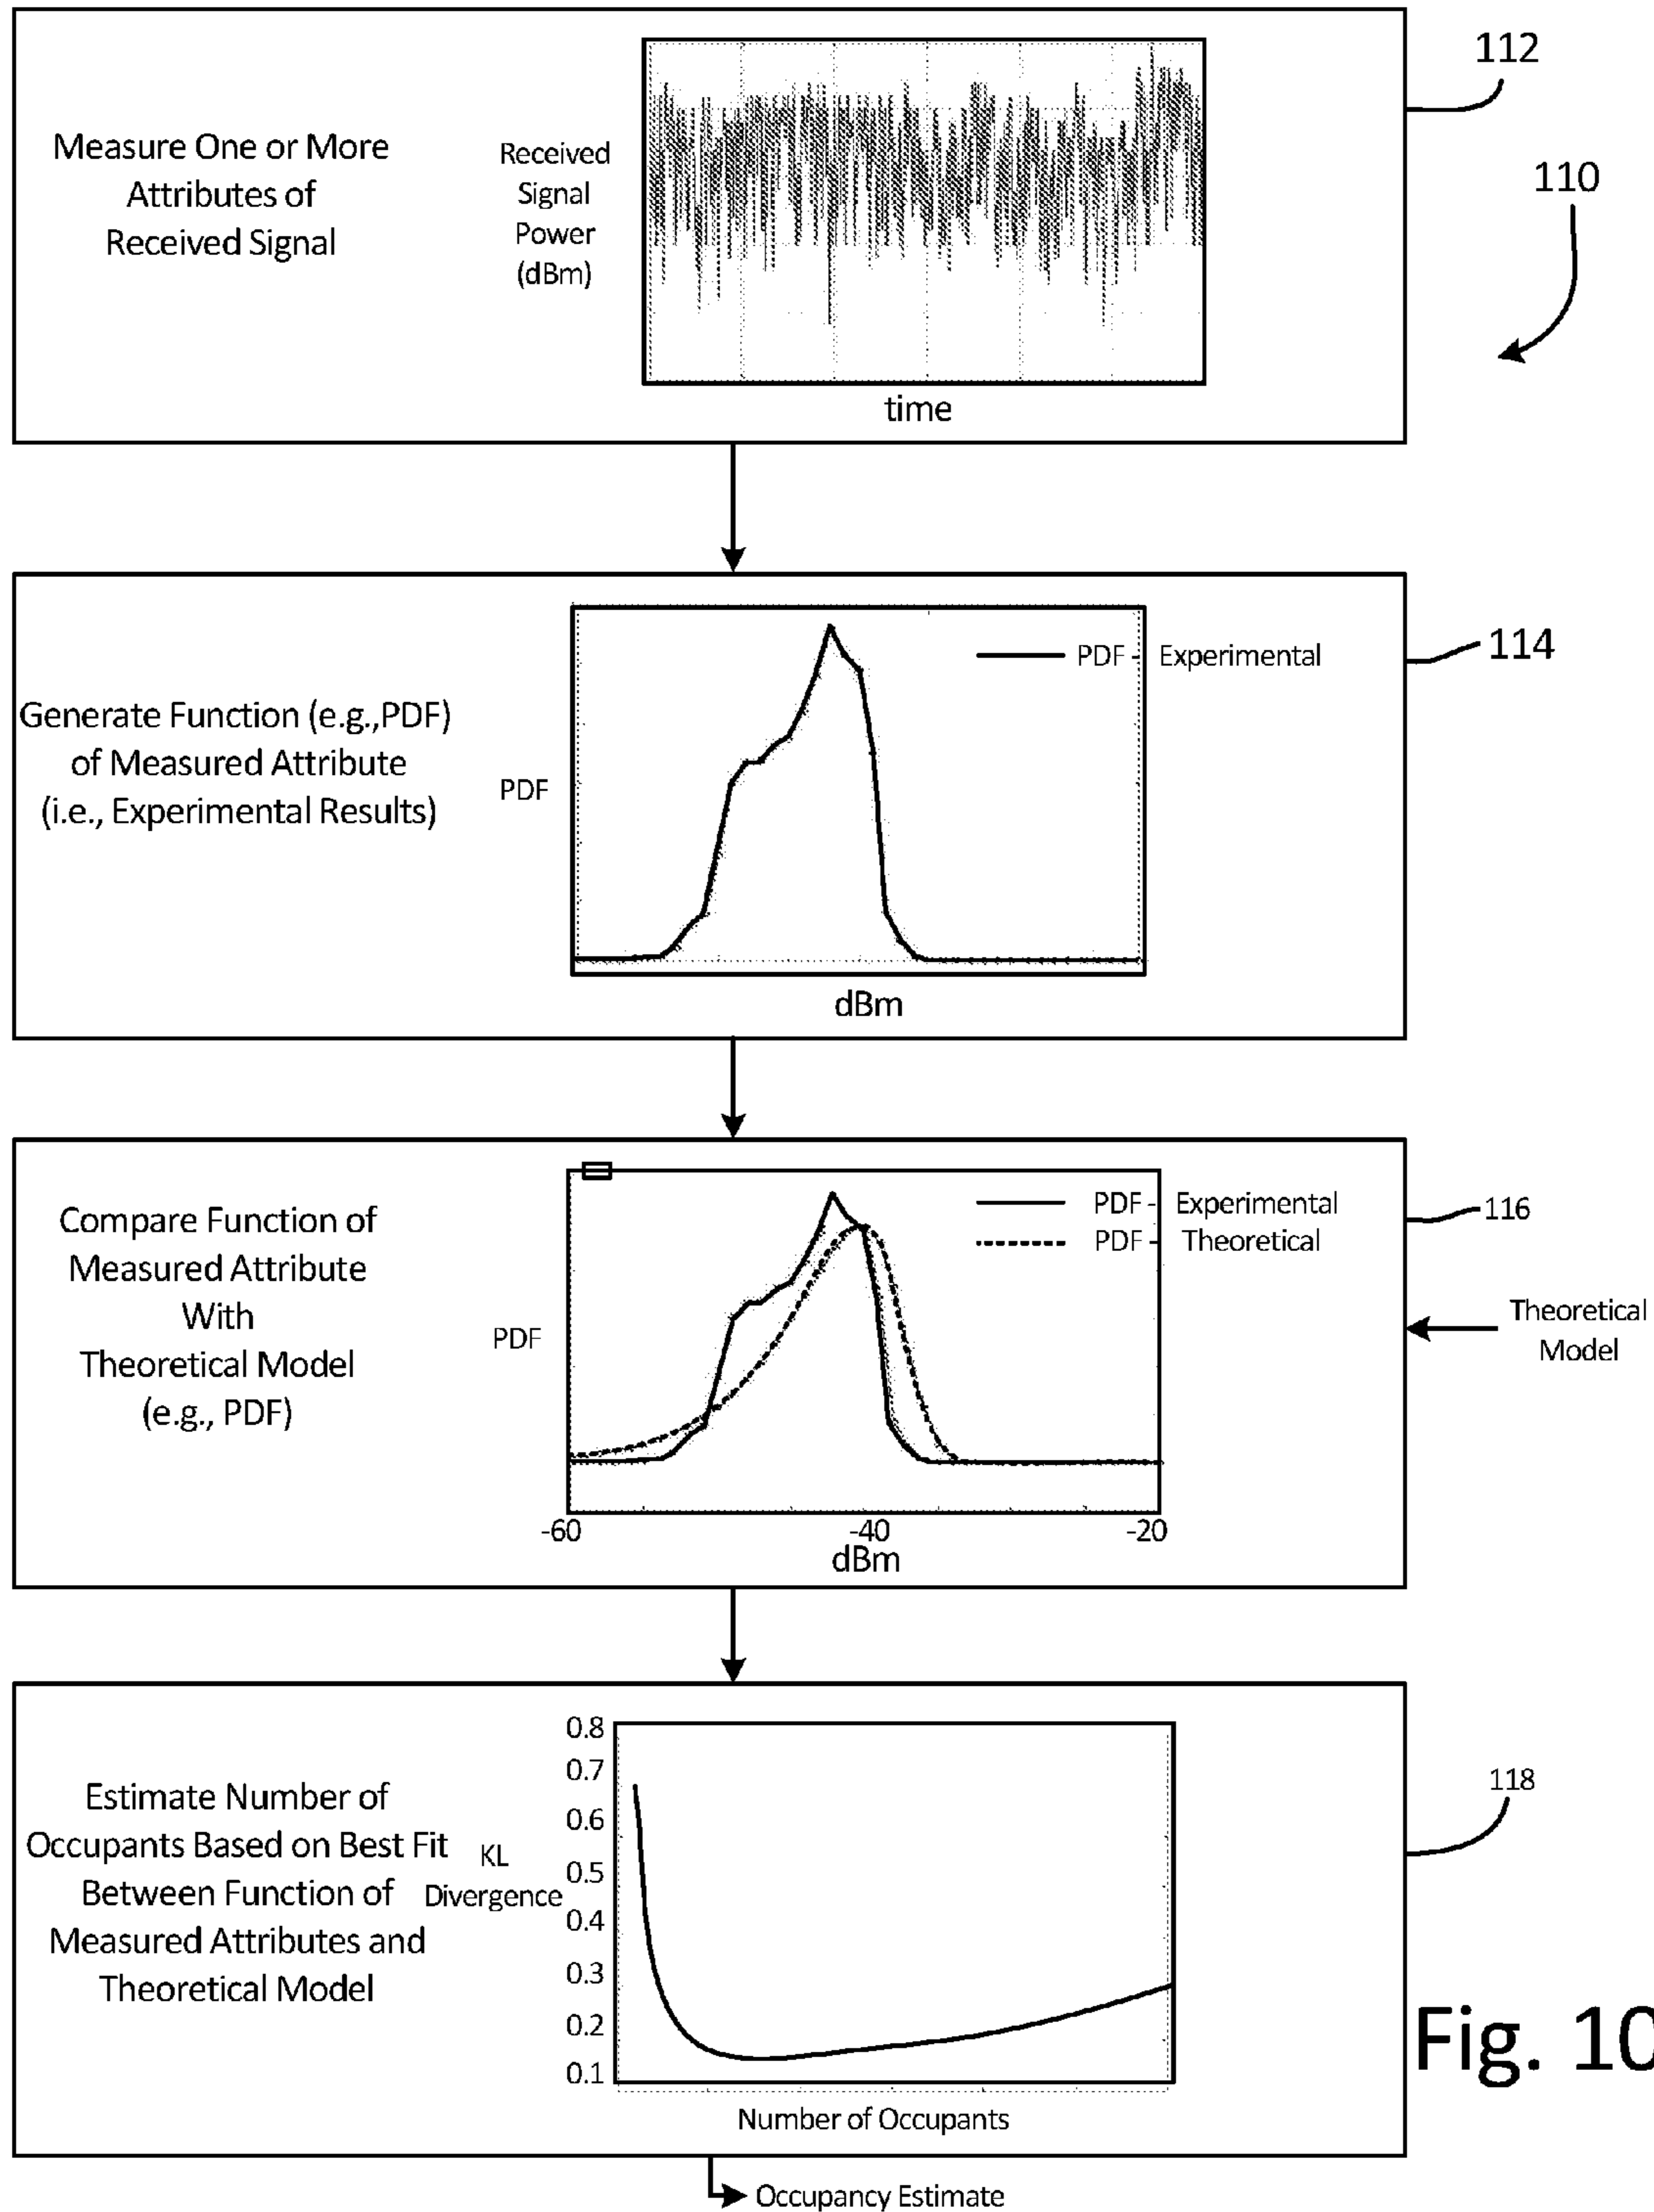 Measure One or More
Attributes of
Received Signal
Received
Signal
Power
(dBm)
time
112
110
Generate Function (e.g.,PDF)
of Measured Attribute
(i.e., Experimental Results)
PDF
PDF - Experimental
dBm
114
Compare Function of
Measured Attribute
With
Theoretical Model
(e.g., PDF)
PDF
PDF - Experimental
PDF - Theoretical
-60
-40
-20
dBm
116
Theoretical
Model
Estimate Number of
Occupants Based on Best Fit
Between Function of
Measured Attributes and
Theoretical Model
KL
Divergence
0.8
0.7
0.6
0.5
0.4
0.3
0.2
0.1
Number of Occupants
118
Occupancy Estimate
Fig. 10